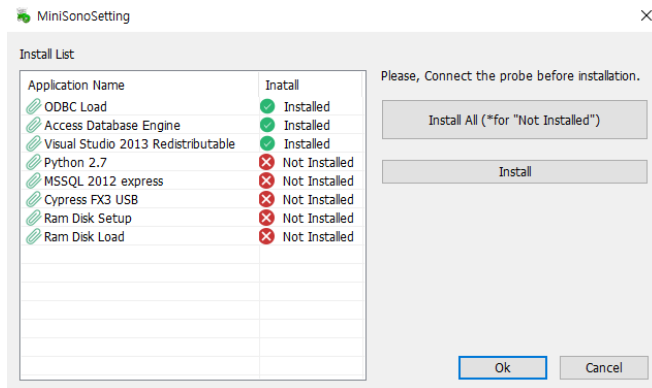 MiniSonoSetting
Install List
Please, Connect the probe before installation.
Application Name Inatall
ODBC Load Installed
Access Database Engine Installed
Visual Studio 2013 Redistributable Installed
Python 2.7 Not Installed
MSSQL 2012 express Not Installed
Cypress FX3 USB Not Installed
Ram Disk Setup Not Installed
Ram Disk Load Not Installed
Install All (*for "Not Installed")
Install
Ok Cancel